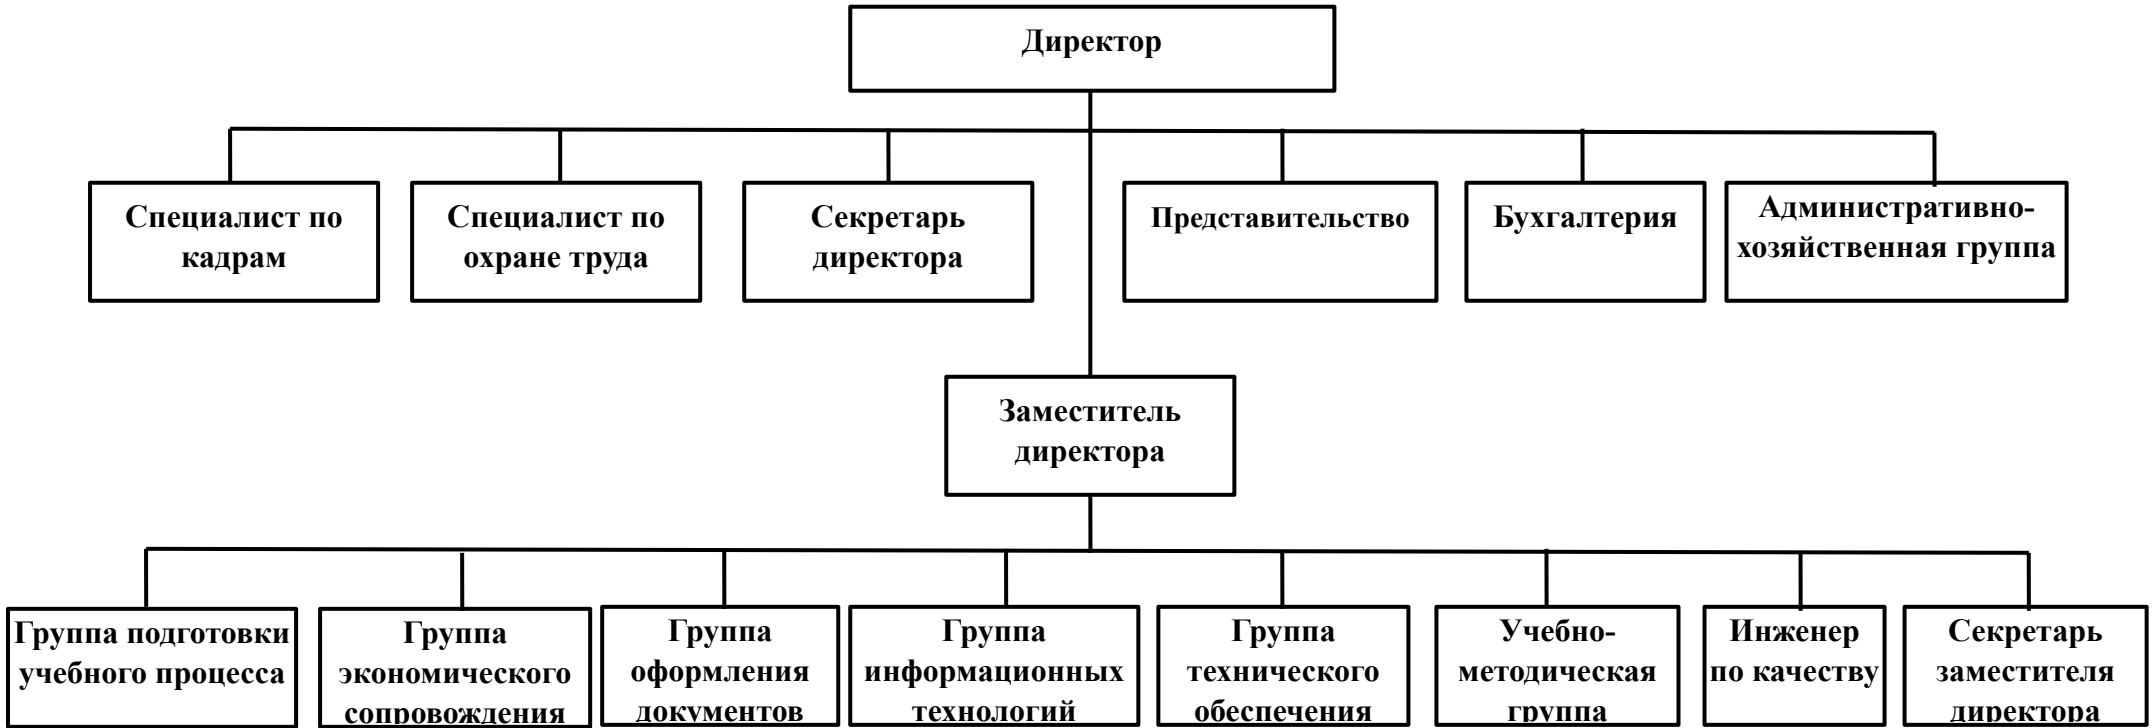 Директор
Специалист по
кадрам
Специалист по
охране труда
Секретарь
директора
Представительство
Бухгалтерия
Административно-
хозяйственная группа
Заместитель
директора
Группа подготовки
учебного процесса
Группа
экономического
сопровождения
Группа
оформления
документов
Группа
информационных
технологий
Группа
технического
обеспечения
Учебно-
методическая
группа
Инженер
по качеству
Секретарь
заместителя
директора